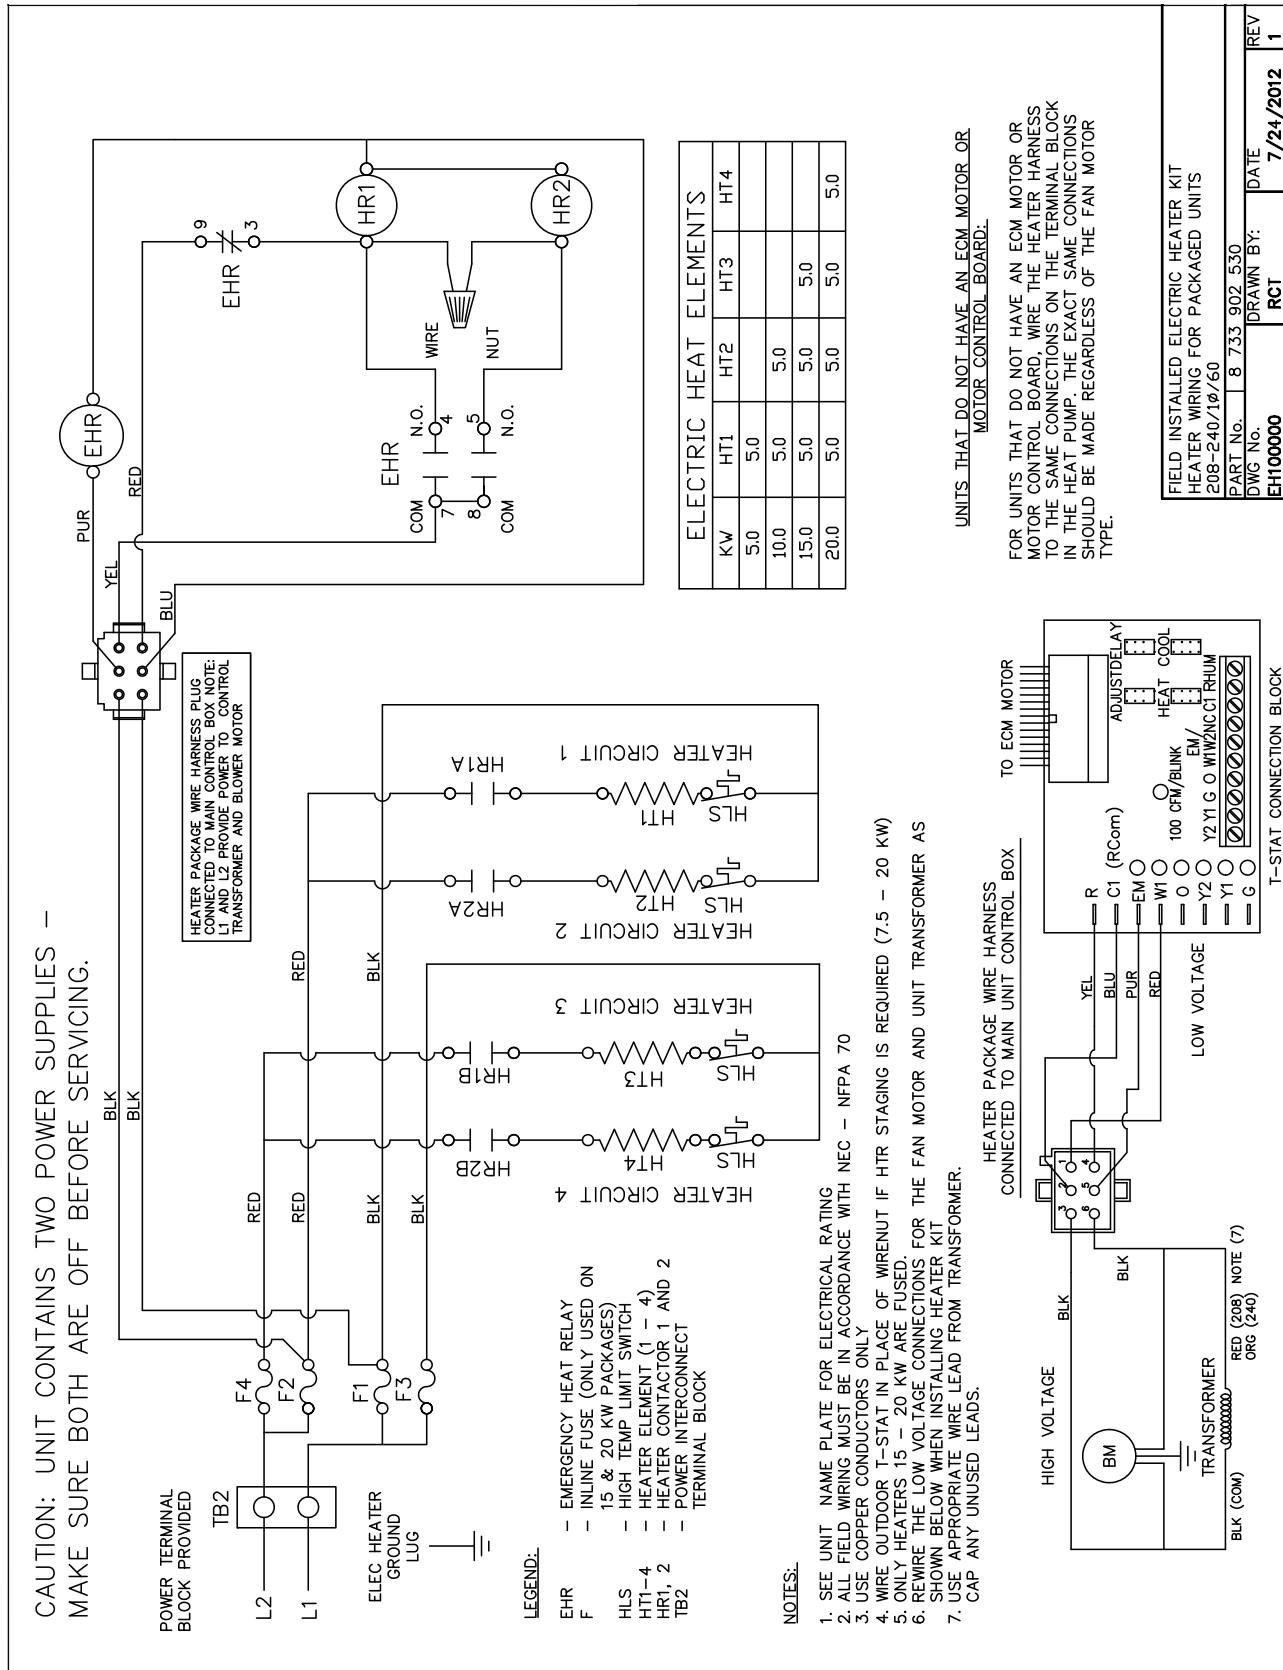 CAUTION: UNIT CONTAINS TWO POWER SUPPLIES -
MAKE SURE BOTH ARE OFF BEFORE SERVICING.
POWER TERMINAL
BLOCK PROVIDED
TB2
L2
L1
ELEC HEATER
GROUND
LUG
F4
F2
F1
F3
RED
RED
BLK
BLK
BLK
BLK
RED
BLK
HEATER PACKAGE WIRE HARNESS PLUG
CONNECTED TO MAIN CONTROL BOX NOTE:
L1 AND L2 PROVIDE POWER TO CONTROL
TRANSFORMER AND BLOWER MOTOR
HR2B
HT4
HLS
HEATER CIRCUIT 4
HR1B
HT3
HLS
HEATER CIRCUIT 3
HR2A
HT2
HLS
HEATER CIRCUIT 2
HR1A
HT1
HLS
HEATER CIRCUIT 1
PUR
YEL
RED
BLU
EHR
EHR
9
3
HR1
HR2
WIRE
NUT
EHR
COM
7
8
COM
N.O.
4
5
N.O.
LEGEND:
EHR - EMERGENCY HEAT RELAY
F - INLINE FUSE (ONLY USED ON
15 & 20 KW PACKAGES)
HLS - HIGH TEMP LIMIT SWITCH
HT1-4 - HEATER ELEMENT (1 - 4)
HR1, 2 - HEATER CONTACTOR 1 AND 2
TB2 - POWER INTERCONNECT
TERMINAL BLOCK
ELECTRIC HEAT ELEMENTS
KW HT1 HT2 HT3 HT4
5.0 5.0
10.0 5.0 5.0
15.0 5.0 5.0 5.0
20.0 5.0 5.0 5.0 5.0
NOTES:
1. SEE UNIT NAME PLATE FOR ELECTRICAL RATING
2. ALL FIELD WIRING MUST BE IN ACCORDANCE WITH NEC - NFPA 70
3. USE COPPER CONDUCTORS ONLY
4. WIRE OUTDOOR T-STAT IN PLACE OF WIRENUT IF HTR STAGING IS REQUIRED (7.5 - 20 KW)
5. ONLY HEATERS 15 - 20 KW ARE FUSED.
6. REWIRE THE LOW VOLTAGE CONNECTIONS FOR THE FAN MOTOR AND UNIT TRANSFORMER AS
SHOWN BELOW WHEN INSTALLING HEATER KIT
7. USE APPROPRIATE WIRE LEAD FROM TRANSFORMER.
CAP ANY UNUSED LEADS.
HEATER PACKAGE WIRE HARNESS
CONNECTED TO MAIN UNIT CONTROL BOX
HIGH VOLTAGE
BM
TRANSFORMER
BLK (COM)
RED (208) NOTE (7)
ORG (240)
BLK
BLK
3 2 1
6 5 4
YEL
BLU
PUR
RED
LOW VOLTAGE
R
C1 (RCom)
EM
W1
O
Y2
Y1
G
TO ECM MOTOR
ADJUST DELAY
HEAT COOL
100 CFM/BLINK
EM/
Y2 Y1 G O W1 W2 NC C1 R HUM
T-STAT CONNECTION BLOCK
UNITS THAT DO NOT HAVE AN ECM MOTOR OR
MOTOR CONTROL BOARD:
FOR UNITS THAT DO NOT HAVE AN ECM MOTOR OR
MOTOR CONTROL BOARD, WIRE THE HEATER HARNESS
TO THE SAME CONNECTIONS ON THE TERMINAL BLOCK
IN THE HEAT PUMP. THE EXACT SAME CONNECTIONS
SHOULD BE MADE REGARDLESS OF THE FAN MOTOR
TYPE.
FIELD INSTALLED ELECTRIC HEATER KIT
HEATER WIRING FOR PACKAGED UNITS
208-240/1Ø/60
PART No. 8 733 902 530
DWG No. DRAWN BY: DATE REV
EH100000 RCT 7/24/2012 1